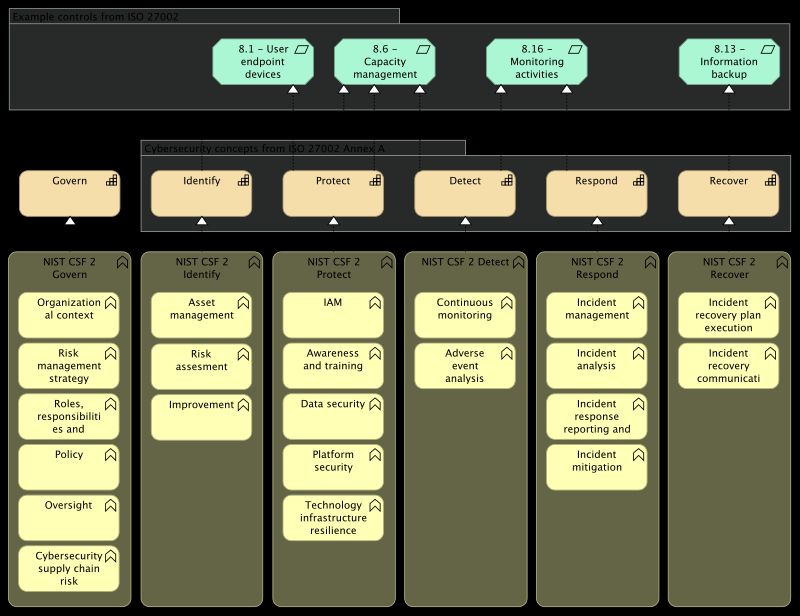 Example controls from ISO 27002
8.1 – User
endpoint
devices
8.6 –
Capacity
management
8.16 –
Monitoring
activities
8.13 –
Information
backup
Cybersecurity concepts from ISO 27002 Annex A
Govern
Identify
Protect
Detect
Respond
Recover
NIST CSF 2
Govern
Organization
al context
Risk
management
strategy
Roles,
responsibiliti
es and
Policy
Oversight
Cybersecurity
supply chain
risk
NIST CSF 2
Identify
Asset
management
Risk
assesment
Improvement
NIST CSF 2
Protect
IAM
Awareness
and training
Data security
Platform
security
Technology
infrastructure
resilience
NIST CSF 2 Detect
Continuous
monitoring
Adverse
event
analysis
NIST CSF 2
Respond
Incident
management
Incident
analysis
Incident
response
reporting and
Incident
mitigation
NIST CSF 2
Recover
Incident
recovery plan
execution
Incident
recovery
communicati